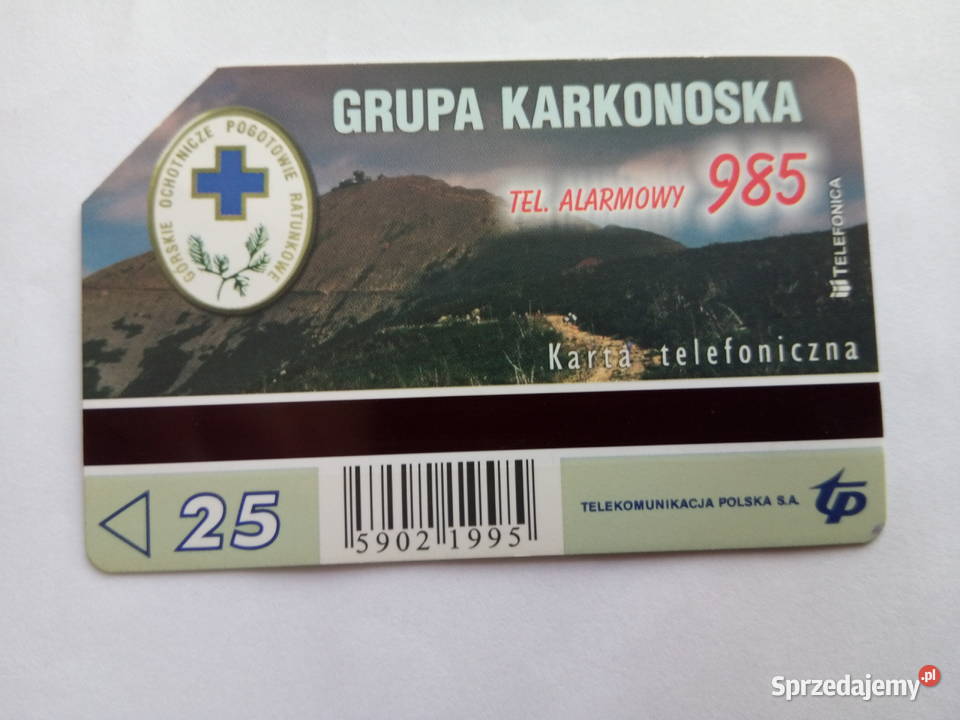 GRUPA KARKONOSKA
GÓRSKIE OCHOTNICZE POGOTOWIE RATUNKOWE
TEL. ALARMOWY 985
TELEFONICA
Karta telefoniczna
25
5902 1995
TELEKOMUNIKACJA POLSKA S.A.
tp
Sprzedajemy.pl